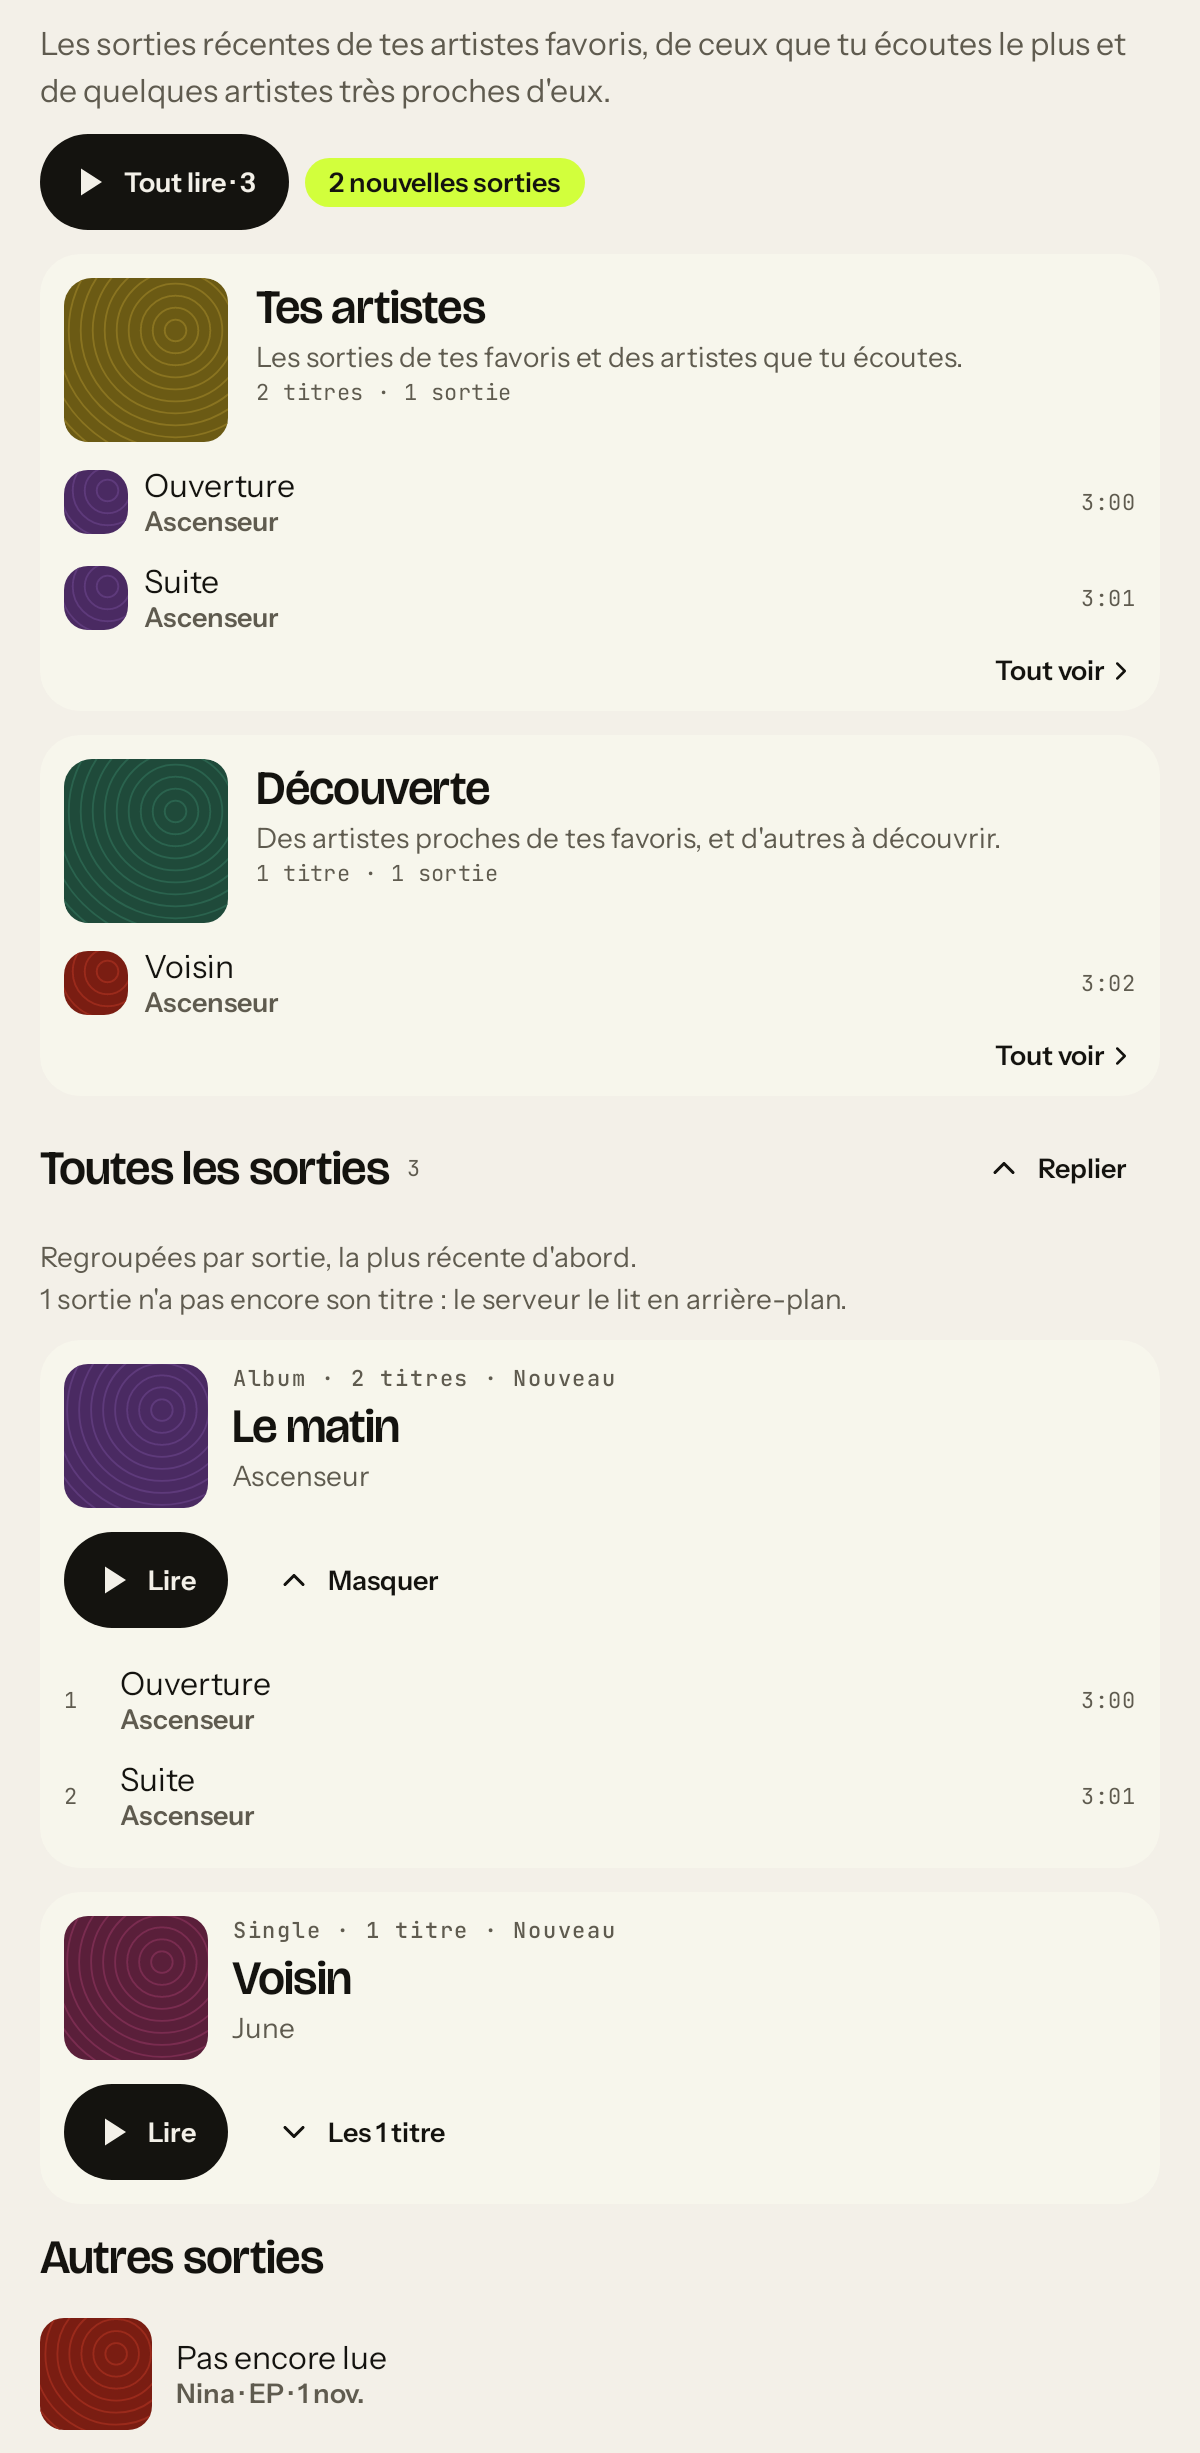 Les sorties récentes de tes artistes favoris, de ceux que tu écoutes le plus et
de quelques artistes très proches d'eux.
Tout lire · 3
2 nouvelles sorties
Tes artistes
Les sorties de tes favoris et des artistes que tu écoutes.
2 titres · 1 sortie
Ouverture
Ascenseur
3:00
Suite
Ascenseur
3:01
Tout voir
Découverte
Des artistes proches de tes favoris, et d'autres à découvrir.
1 titre · 1 sortie
Voisin
Ascenseur
3:02
Tout voir
Toutes les sorties 3
Replier
Regroupées par sortie, la plus récente d'abord.
1 sortie n'a pas encore son titre : le serveur le lit en arrière-plan.
Album · 2 titres · Nouveau
Le matin
Ascenseur
Lire
Masquer
1
Ouverture
Ascenseur
3:00
2
Suite
Ascenseur
3:01
Single · 1 titre · Nouveau
Voisin
June
Lire
Les 1 titre
Autres sorties
Pas encore lue
Nina · EP · 1 nov.